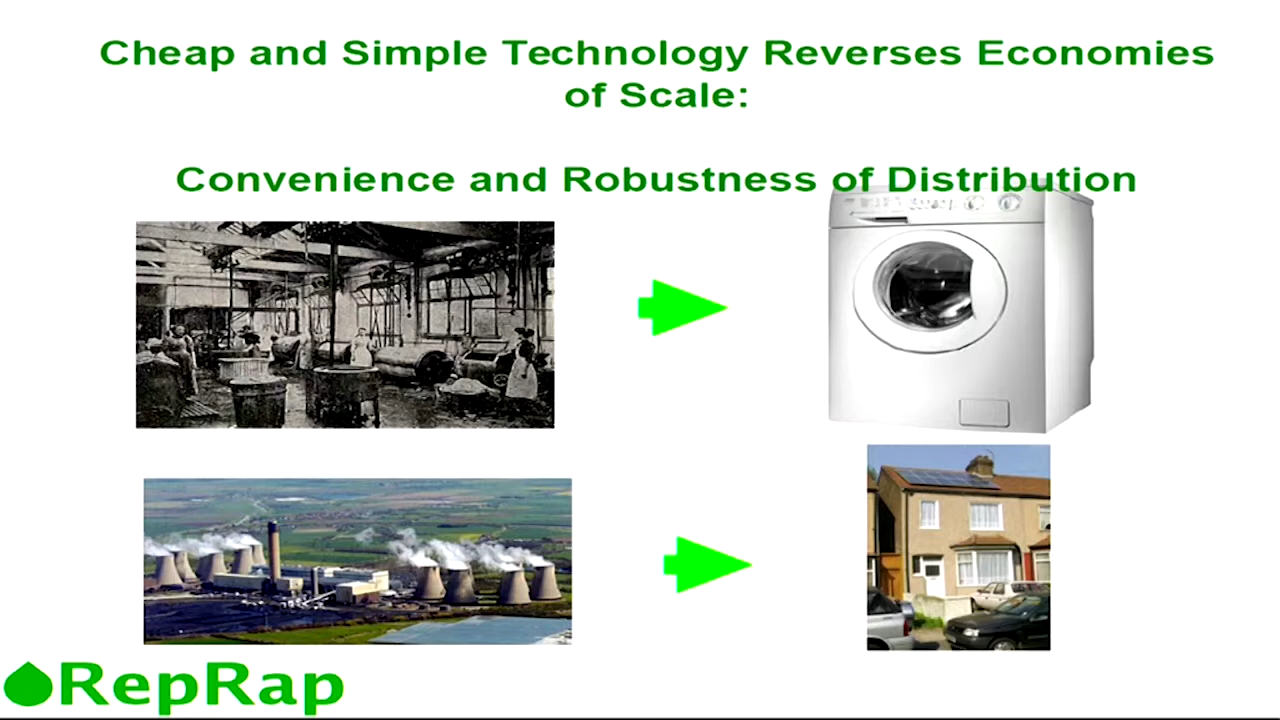 Cheap and Simple Technology Reverses Economies
of Scale:
Convenience and Robustness of Distribution
RepRap